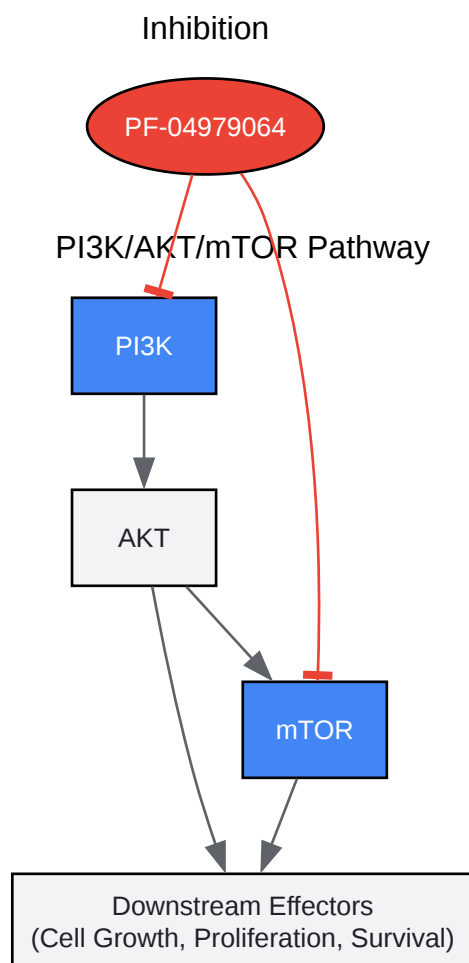 Inhibition
PF-04979064
PI3K/AKT/mTOR Pathway
PI3K
AKT
mTOR
Downstream Effectors
(Cell Growth, Proliferation, Survival)